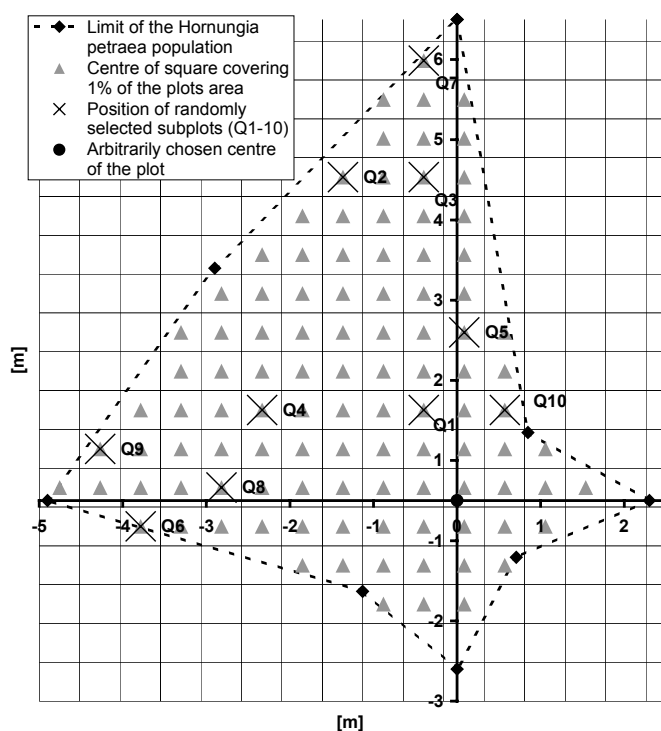 Limit of the Hornungia
petraea population
Centre of square covering
1% of the plots area
Position of randomly
selected subplots (Q1-10)
Arbitrarily chosen centre
of the plot
6
Q7
5
Q2
Q3
4
3
Q5
2
Q10
Q4
Q1
Q9
1
Q8
-5 -4 -3 -2 -1 0 1 2
Q6
-1
-2
-3
[m]
[m]